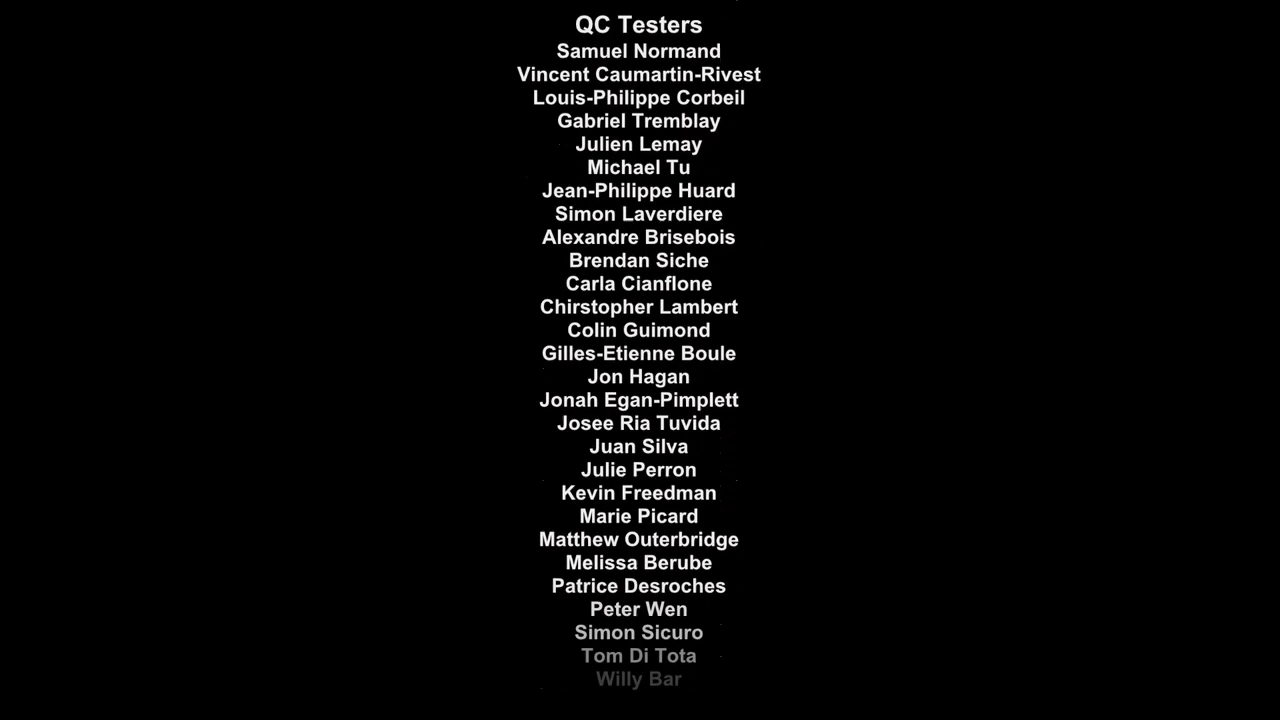 QC Testers
Samuel Normand
Vincent Caumartin-Rivest
Louis-Philippe Corbeil
Gabriel Tremblay
Julien Lemay
Michael Tu
Jean-Philippe Huard
Simon Laverdiere
Alexandre Brisebois
Brendan Siche
Carla Cianflone
Chirstopher Lambert
Colin Guimond
Gilles-Etienne Boule
Jon Hagan
Jonah Egan-Pimplett
Josee Ria Tuvida
Juan Silva
Julie Perron
Kevin Freedman
Marie Picard
Matthew Outerbridge
Melissa Berube
Patrice Desroches
Peter Wen
Simon Sicuro
Tom Di Tota
Willy Bar